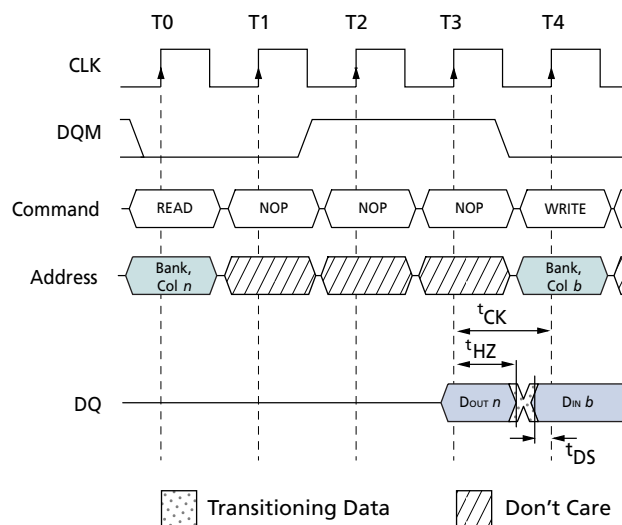 T0 T1 T2 T3 T4
CLK
DQM
Command READ NOP NOP NOP WRITE
Address Bank, Col n Bank, Col b
tCK
tHZ
DQ DOUT n DIN b
tDS
Transitioning Data Don't Care